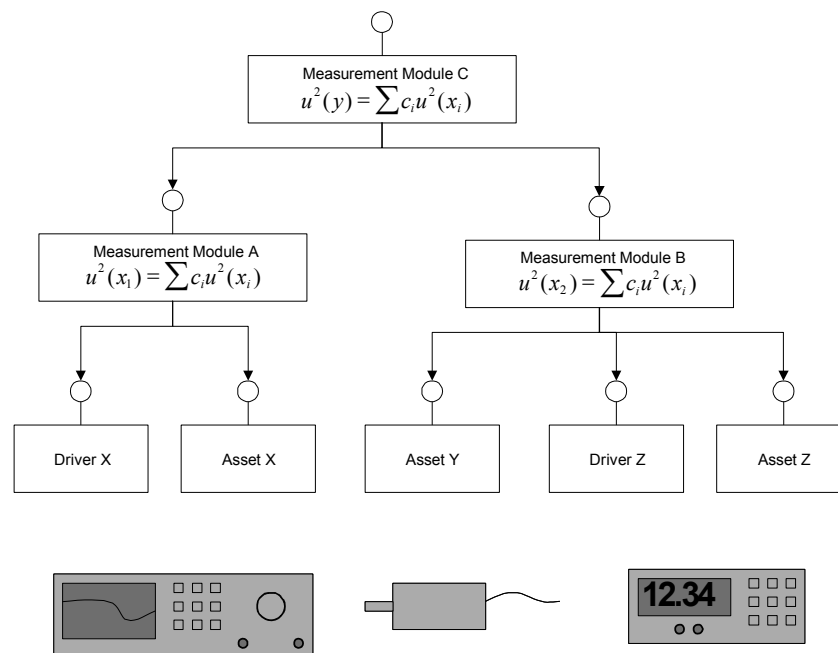 Measurement Module C
u²(y) = ∑cᵢu²(xᵢ)
Measurement Module A
u²(x₁) = ∑cᵢu²(xᵢ)
Measurement Module B
u²(x₂) = ∑cᵢu²(xᵢ)
Driver X
Asset X
Asset Y
Driver Z
Asset Z
12.34